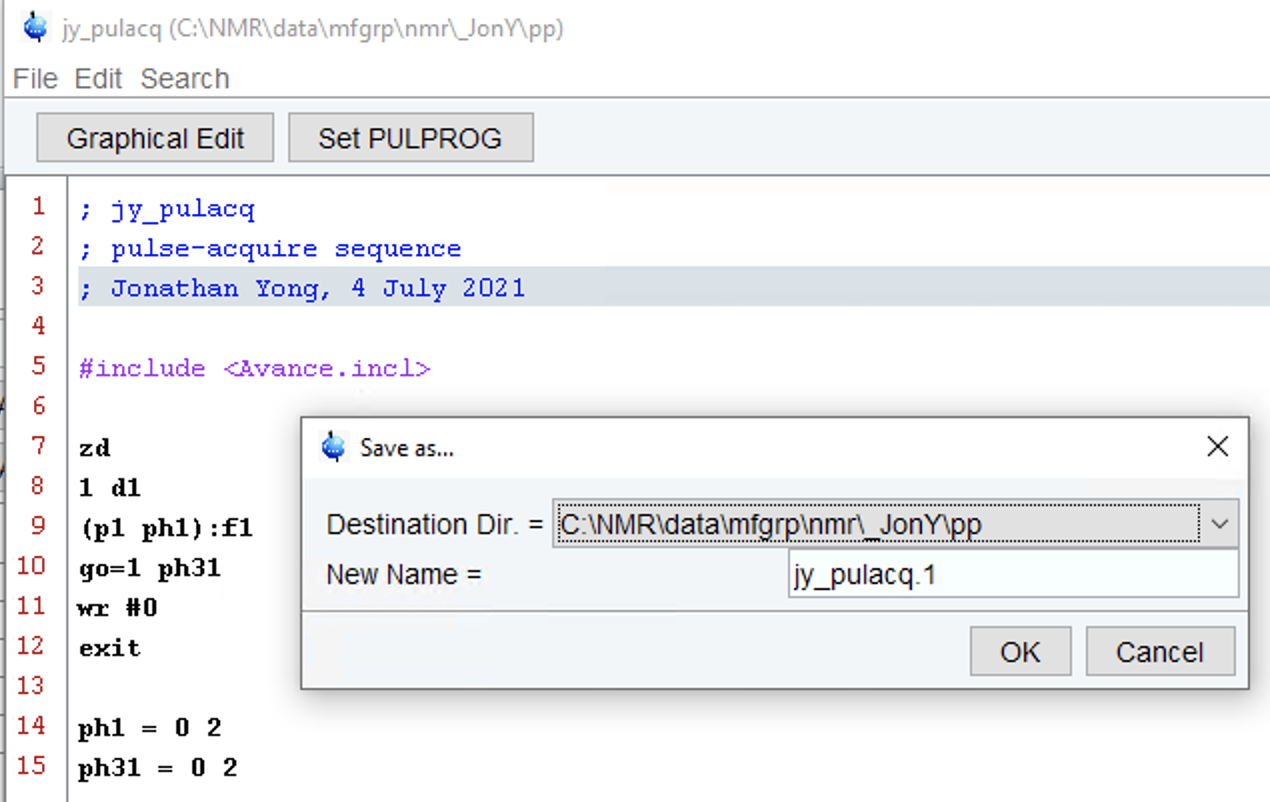 jy_pulacq (C:\NMR\data\mfgrp\nmr\_JonY\pp)
File Edit Search
Graphical Edit Set PULPROG
1 ; jy_pulacq
2 ; pulse-acquire sequence
3 ; Jonathan Yong, 4 July 2021
4
5 #include <Avance.incl>
6
7 zd
8 1 d1
9 (p1 ph1):f1
10 go=1 ph31
11 wr #0
12 exit
13
14 ph1 = 0 2
15 ph31 = 0 2
Save as...
Destination Dir. = C:\NMR\data\mfgrp\nmr\_JonY\pp
New Name = jy_pulacq.1
OK Cancel